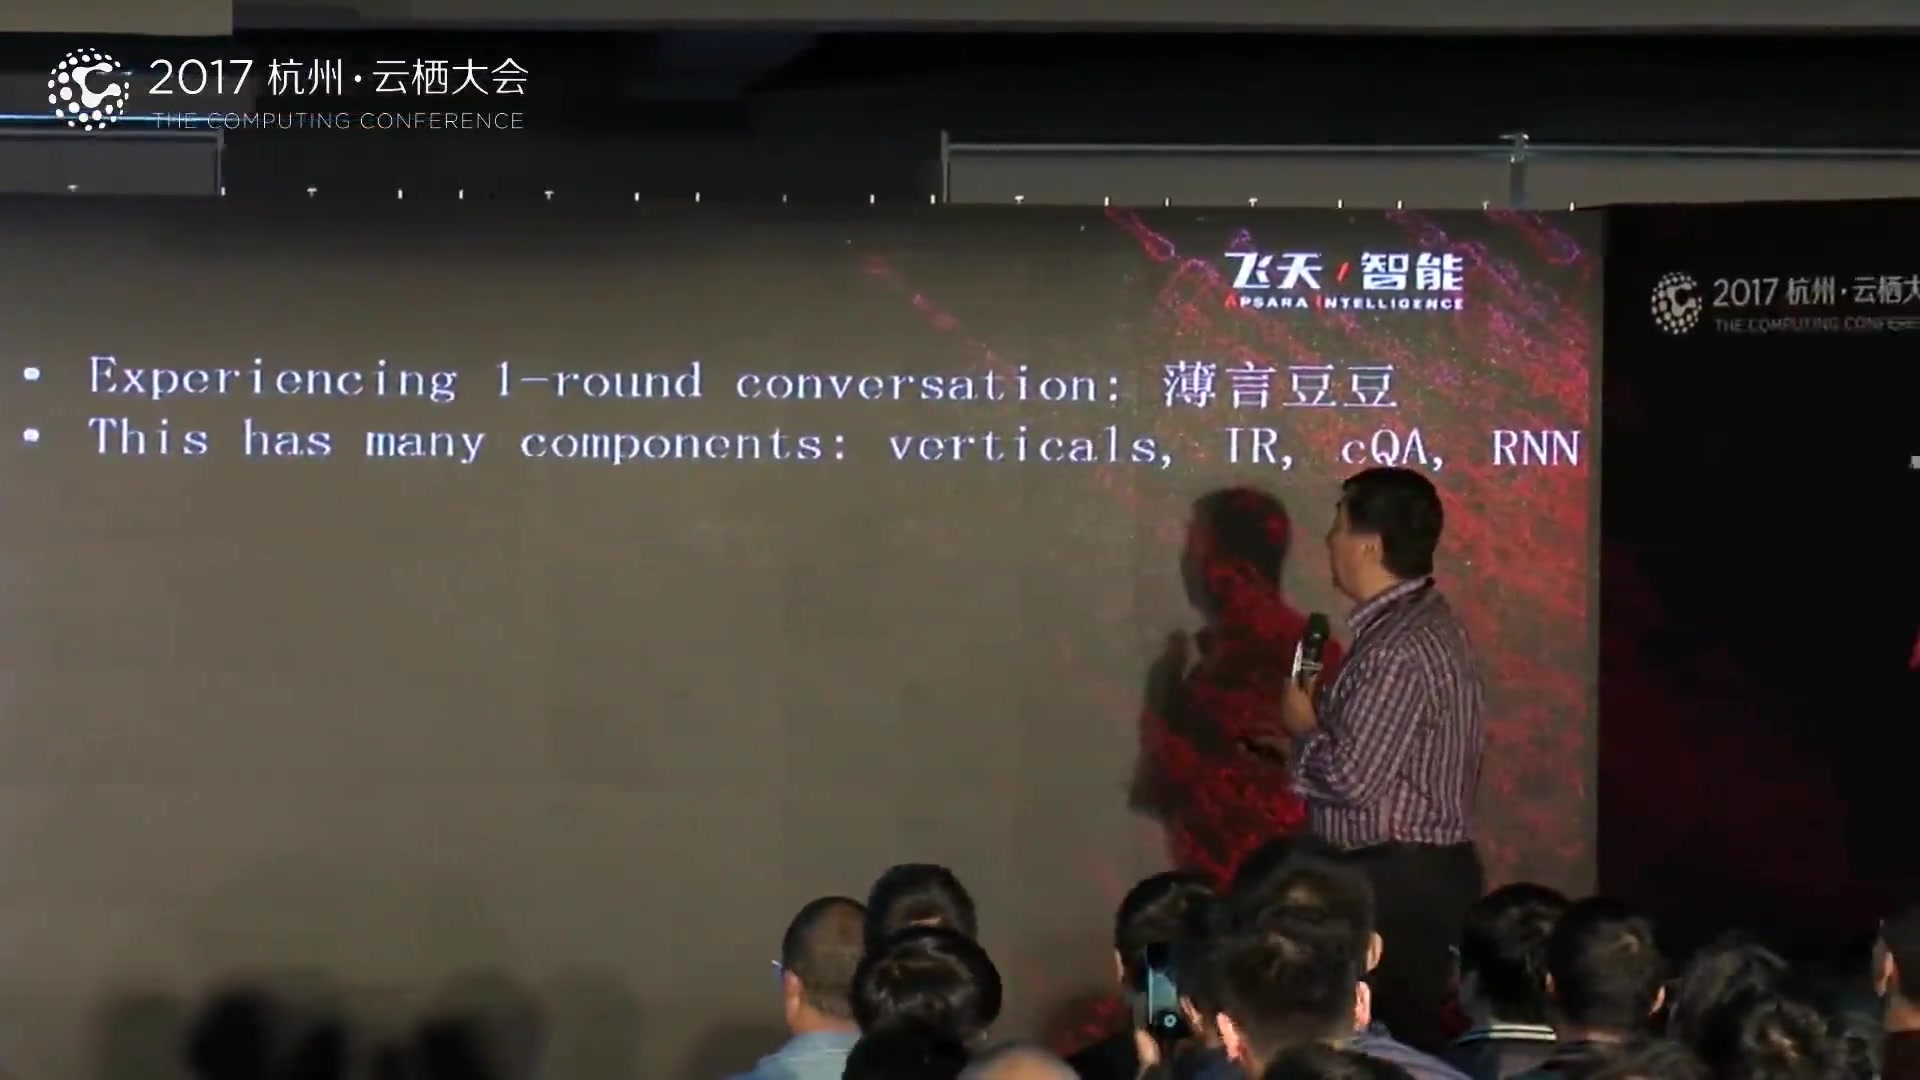 2017 杭州·云栖大会
THE COMPUTING CONFERENCE
飞天/智能
APSARA INTELLIGENCE
2017 杭州·云栖大
THE COMPUTING CONFERE
• Experiencing 1-round conversation: 薄言豆豆
• This has many components: verticals, IR, cQA, RNN